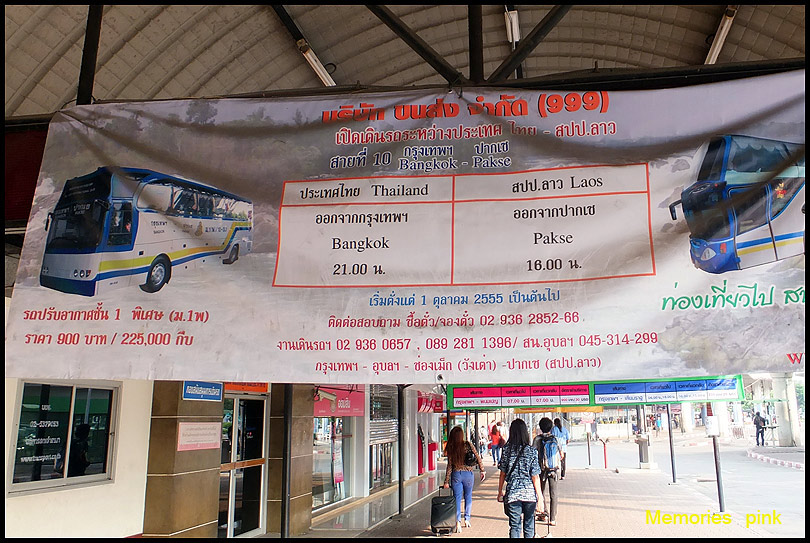 บริษัท ขนส่ง จำกัด (999)
เปิดเดินรถระหว่างประเทศ ไทย - สปป.ลาว
สายที่ 10 กรุงเทพฯ ปากเซ
Bangkok - Pakse
ประเทศไทย Thailand
สปป.ลาว Laos
ออกจากกรุงเทพฯ
Bangkok
21.00 น.
ออกจากปากเซ
Pakse
16.00 น.
รถปรับอากาศชั้น 1 พิเศษ (ม.1พ)
ราคา 900 บาท / 225,000 กีบ
เริ่มตั้งแต่ 1 ตุลาคม 2555 เป็นต้นไป
ติดต่อสอบถาม ซื้อตั๋ว/จองตั๋ว 02 936 2852-66
งานเดินรถฯ 02 936 0657 , 089 281 1396/ สน.อุบลฯ 045-314-299
กรุงเทพฯ - อุบลฯ - ช่องเม็ก (วังเต่า) -ปากเซ (สปป.ลาว)
ท่องเที่ยวไป
07.00 น.
07.00 น.
Memories pink